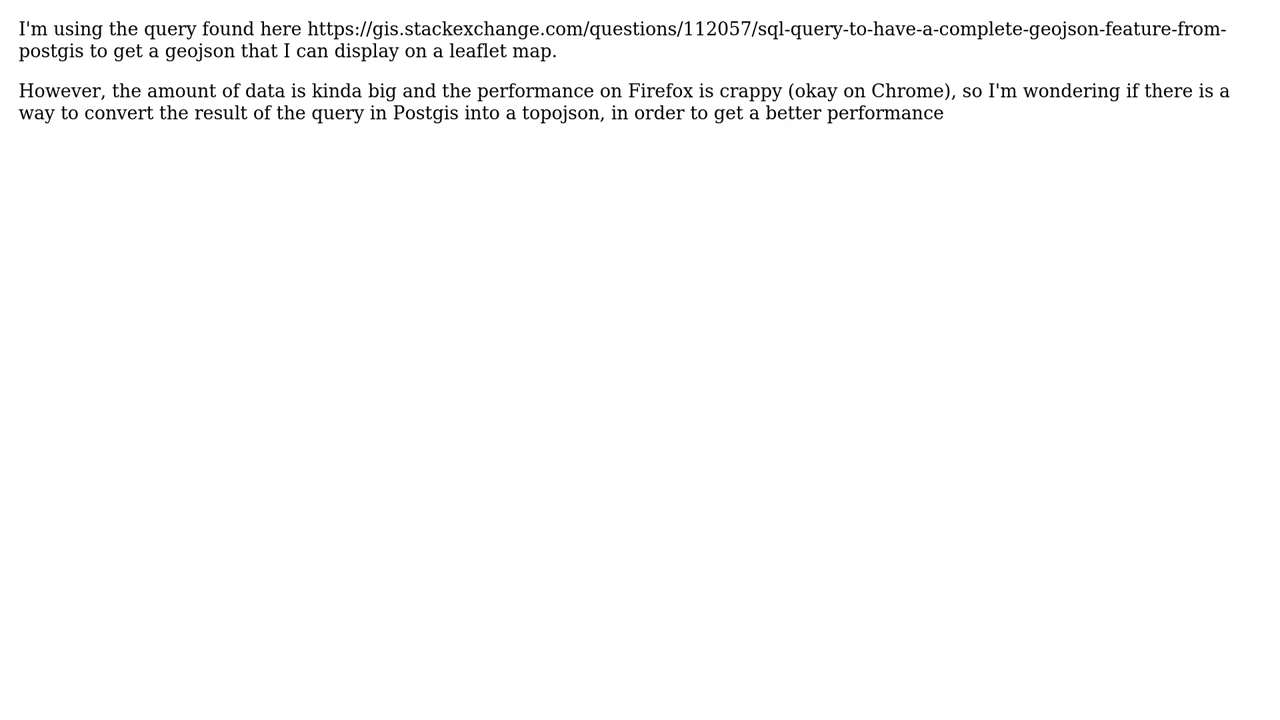 I'm using the query found here https://gis.stackexchange.com/questions/112057/sql-query-to-have-a-complete-geojson-feature-from-
postgis to get a geojson that I can display on a leaflet map.
However, the amount of data is kinda big and the performance on Firefox is crappy (okay on Chrome), so I'm wondering if there is a
way to convert the result of the query in Postgis into a topojson, in order to get a better performance